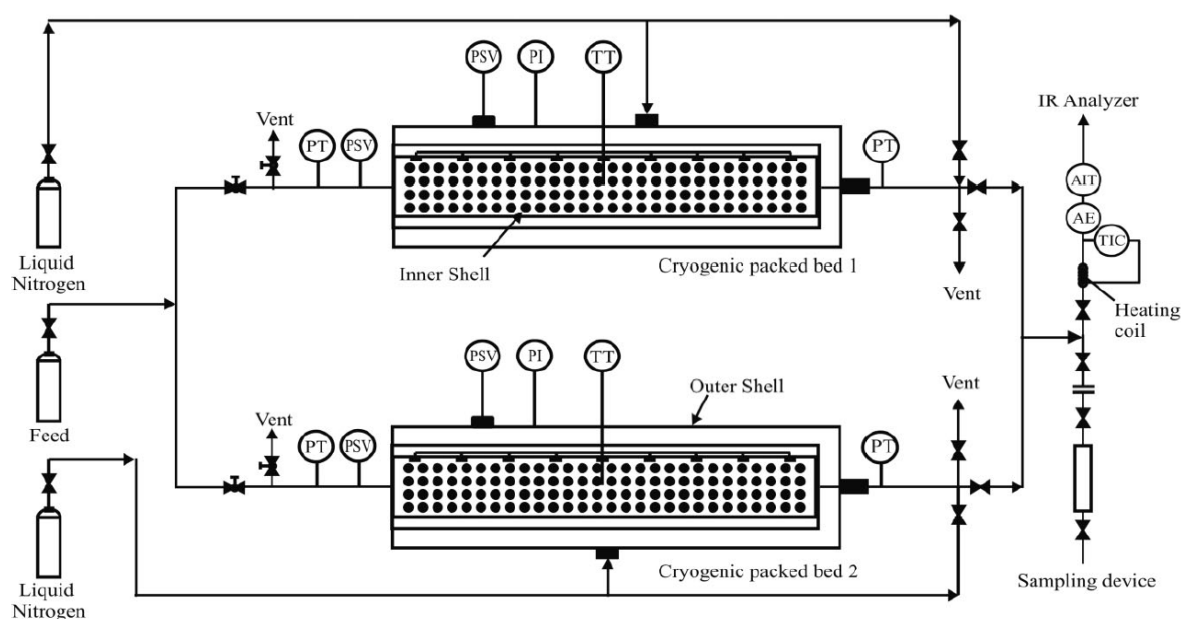 PSV
PI
TT
IR Analyzer
Vent
PT
PSV
PT
AIT
AE
TIC
Liquid
Nitrogen
Inner Shell
Cryogenic packed bed 1
Vent
Heating
coil
PSV
PI
TT
Outer Shell
Vent
Feed
Vent
PT
PSV
PT
Liquid
Nitrogen
Cryogenic packed bed 2
Sampling device